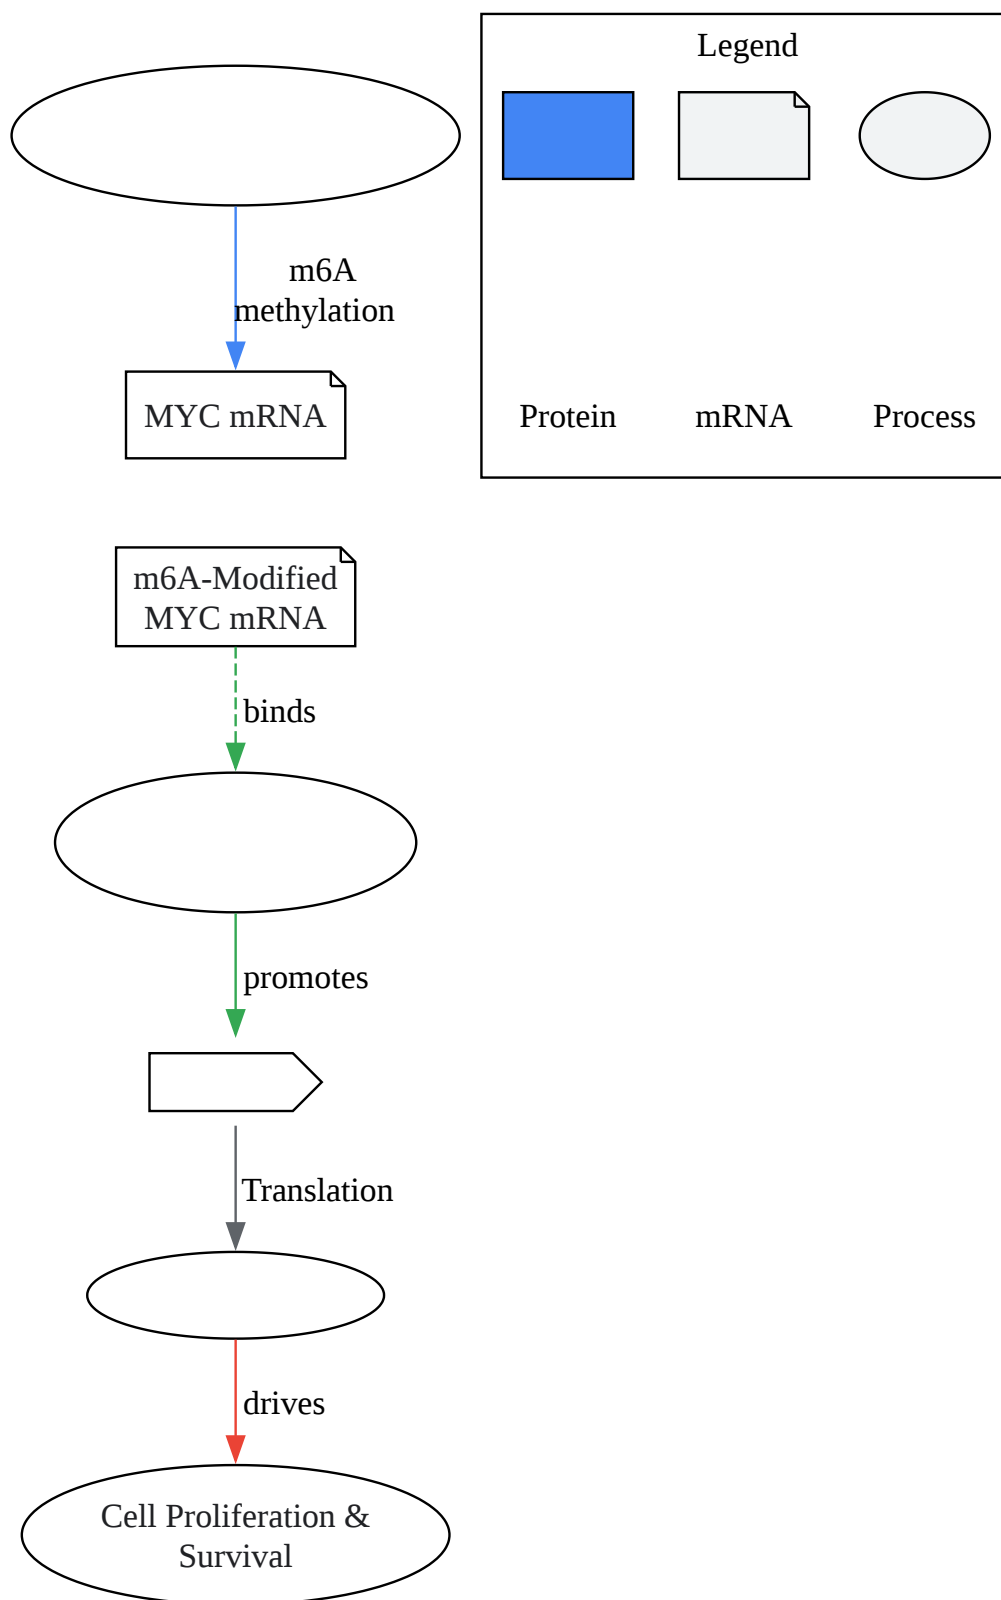 Legend
m6A
methylation
MYC mRNA
Protein
mRNA
Process
m6A-Modified
MYC mRNA
binds
promotes
Translation
drives
Cell Proliferation &
Survival